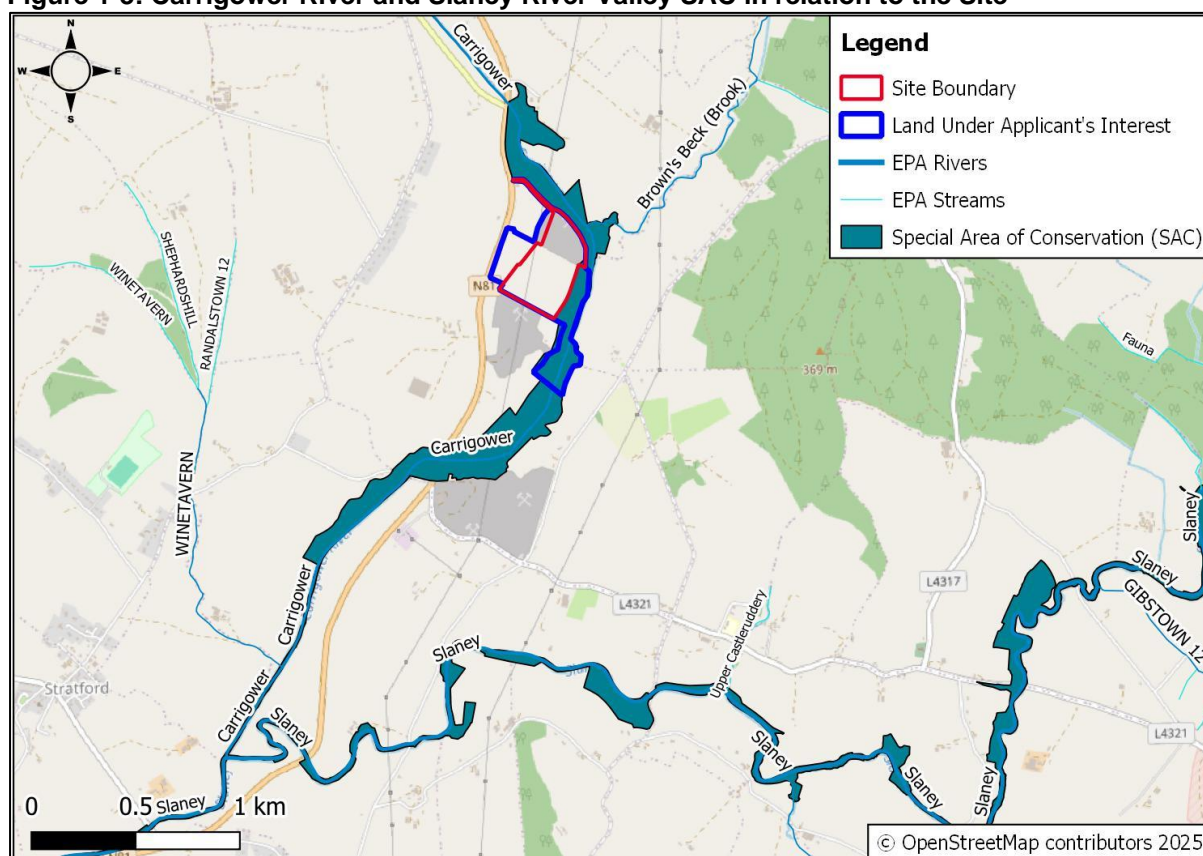 Figure 1-6: Carrigower River and Slaney River Valley SAC in relation to the Site
N
W
E
S
Legend
Site Boundary
Land Under Applicant's Interest
EPA Rivers
EPA Streams
Special Area of Conservation (SAC)
Carrigower
Brown's Beck (Brook)
SHEPHARDSHILL
WINETAVERN
RANDALSTOWN 12
N81
Fauna
369 m
Carrigower
WINETAVERN
Slaney
Slaney
L4317
GIBSTOWN 12
Carrigower
L4321
Upper Castleruddery
Slaney
Stratford
Carrigower
Slaney
Slaney
L4321
Slaney
Slaney
Slaney
0 0.5 1 km
Slaney
N81
© OpenStreetMap contributors 2025